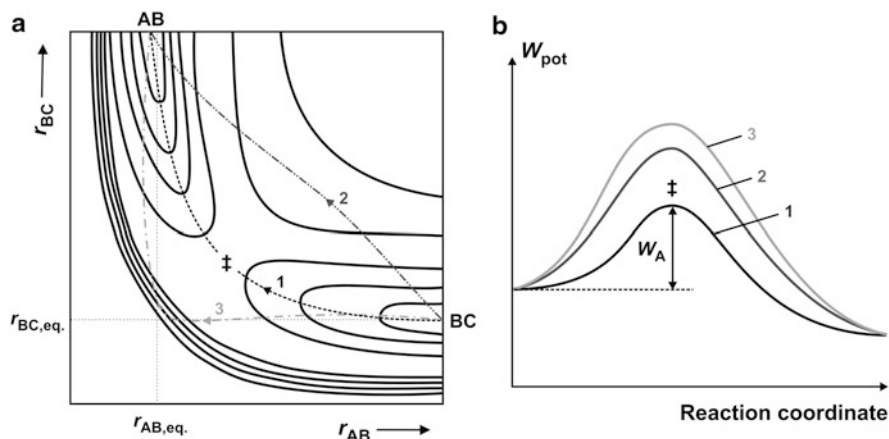 a
AB
r_BC
‡
1
2
3
BC
r_BC,eq.
r_AB,eq.
r_AB
b
W_pot
3
2
‡
1
W_A
Reaction coordinate